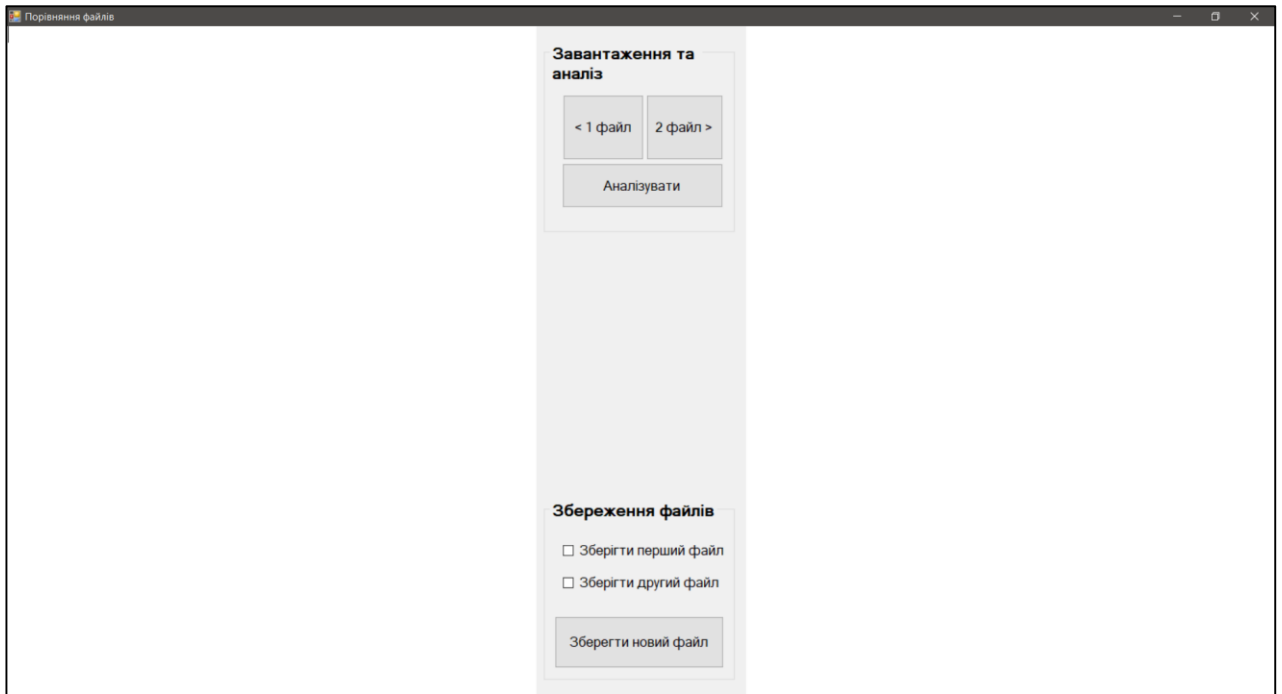 Порівняння файлів
Завантаження та
аналіз
< 1 файл
2 файл >
Аналізувати
Збереження файлів
Зберігти перший файл
Зберігти другий файл
Зберегти новий файл